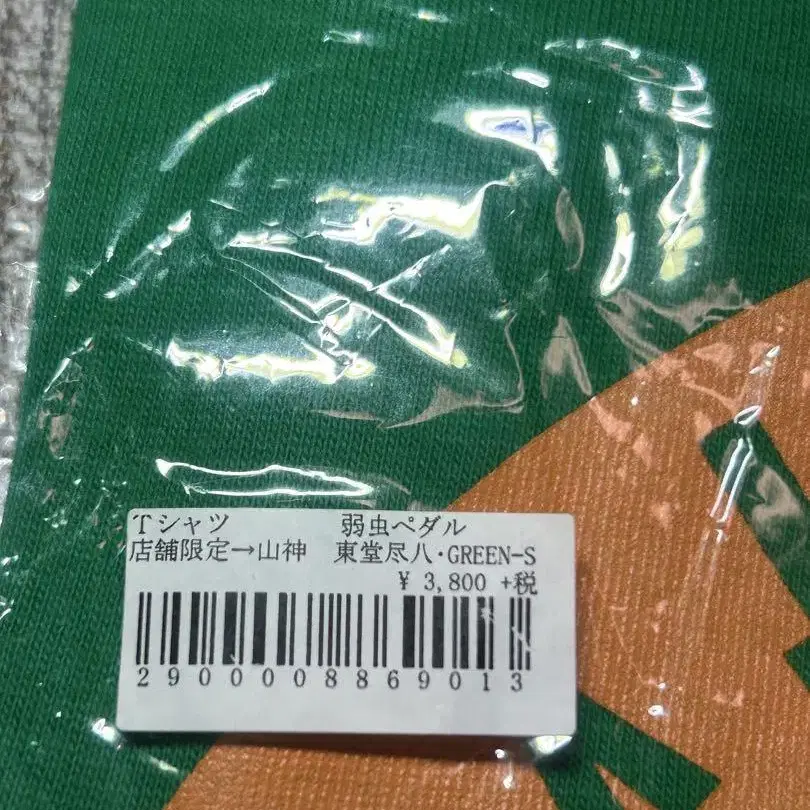 Tシャツ 弱虫ペダル
店舗限定→山神 東堂尽八・GREEN-S
¥ 3,800 +税
29000008869013